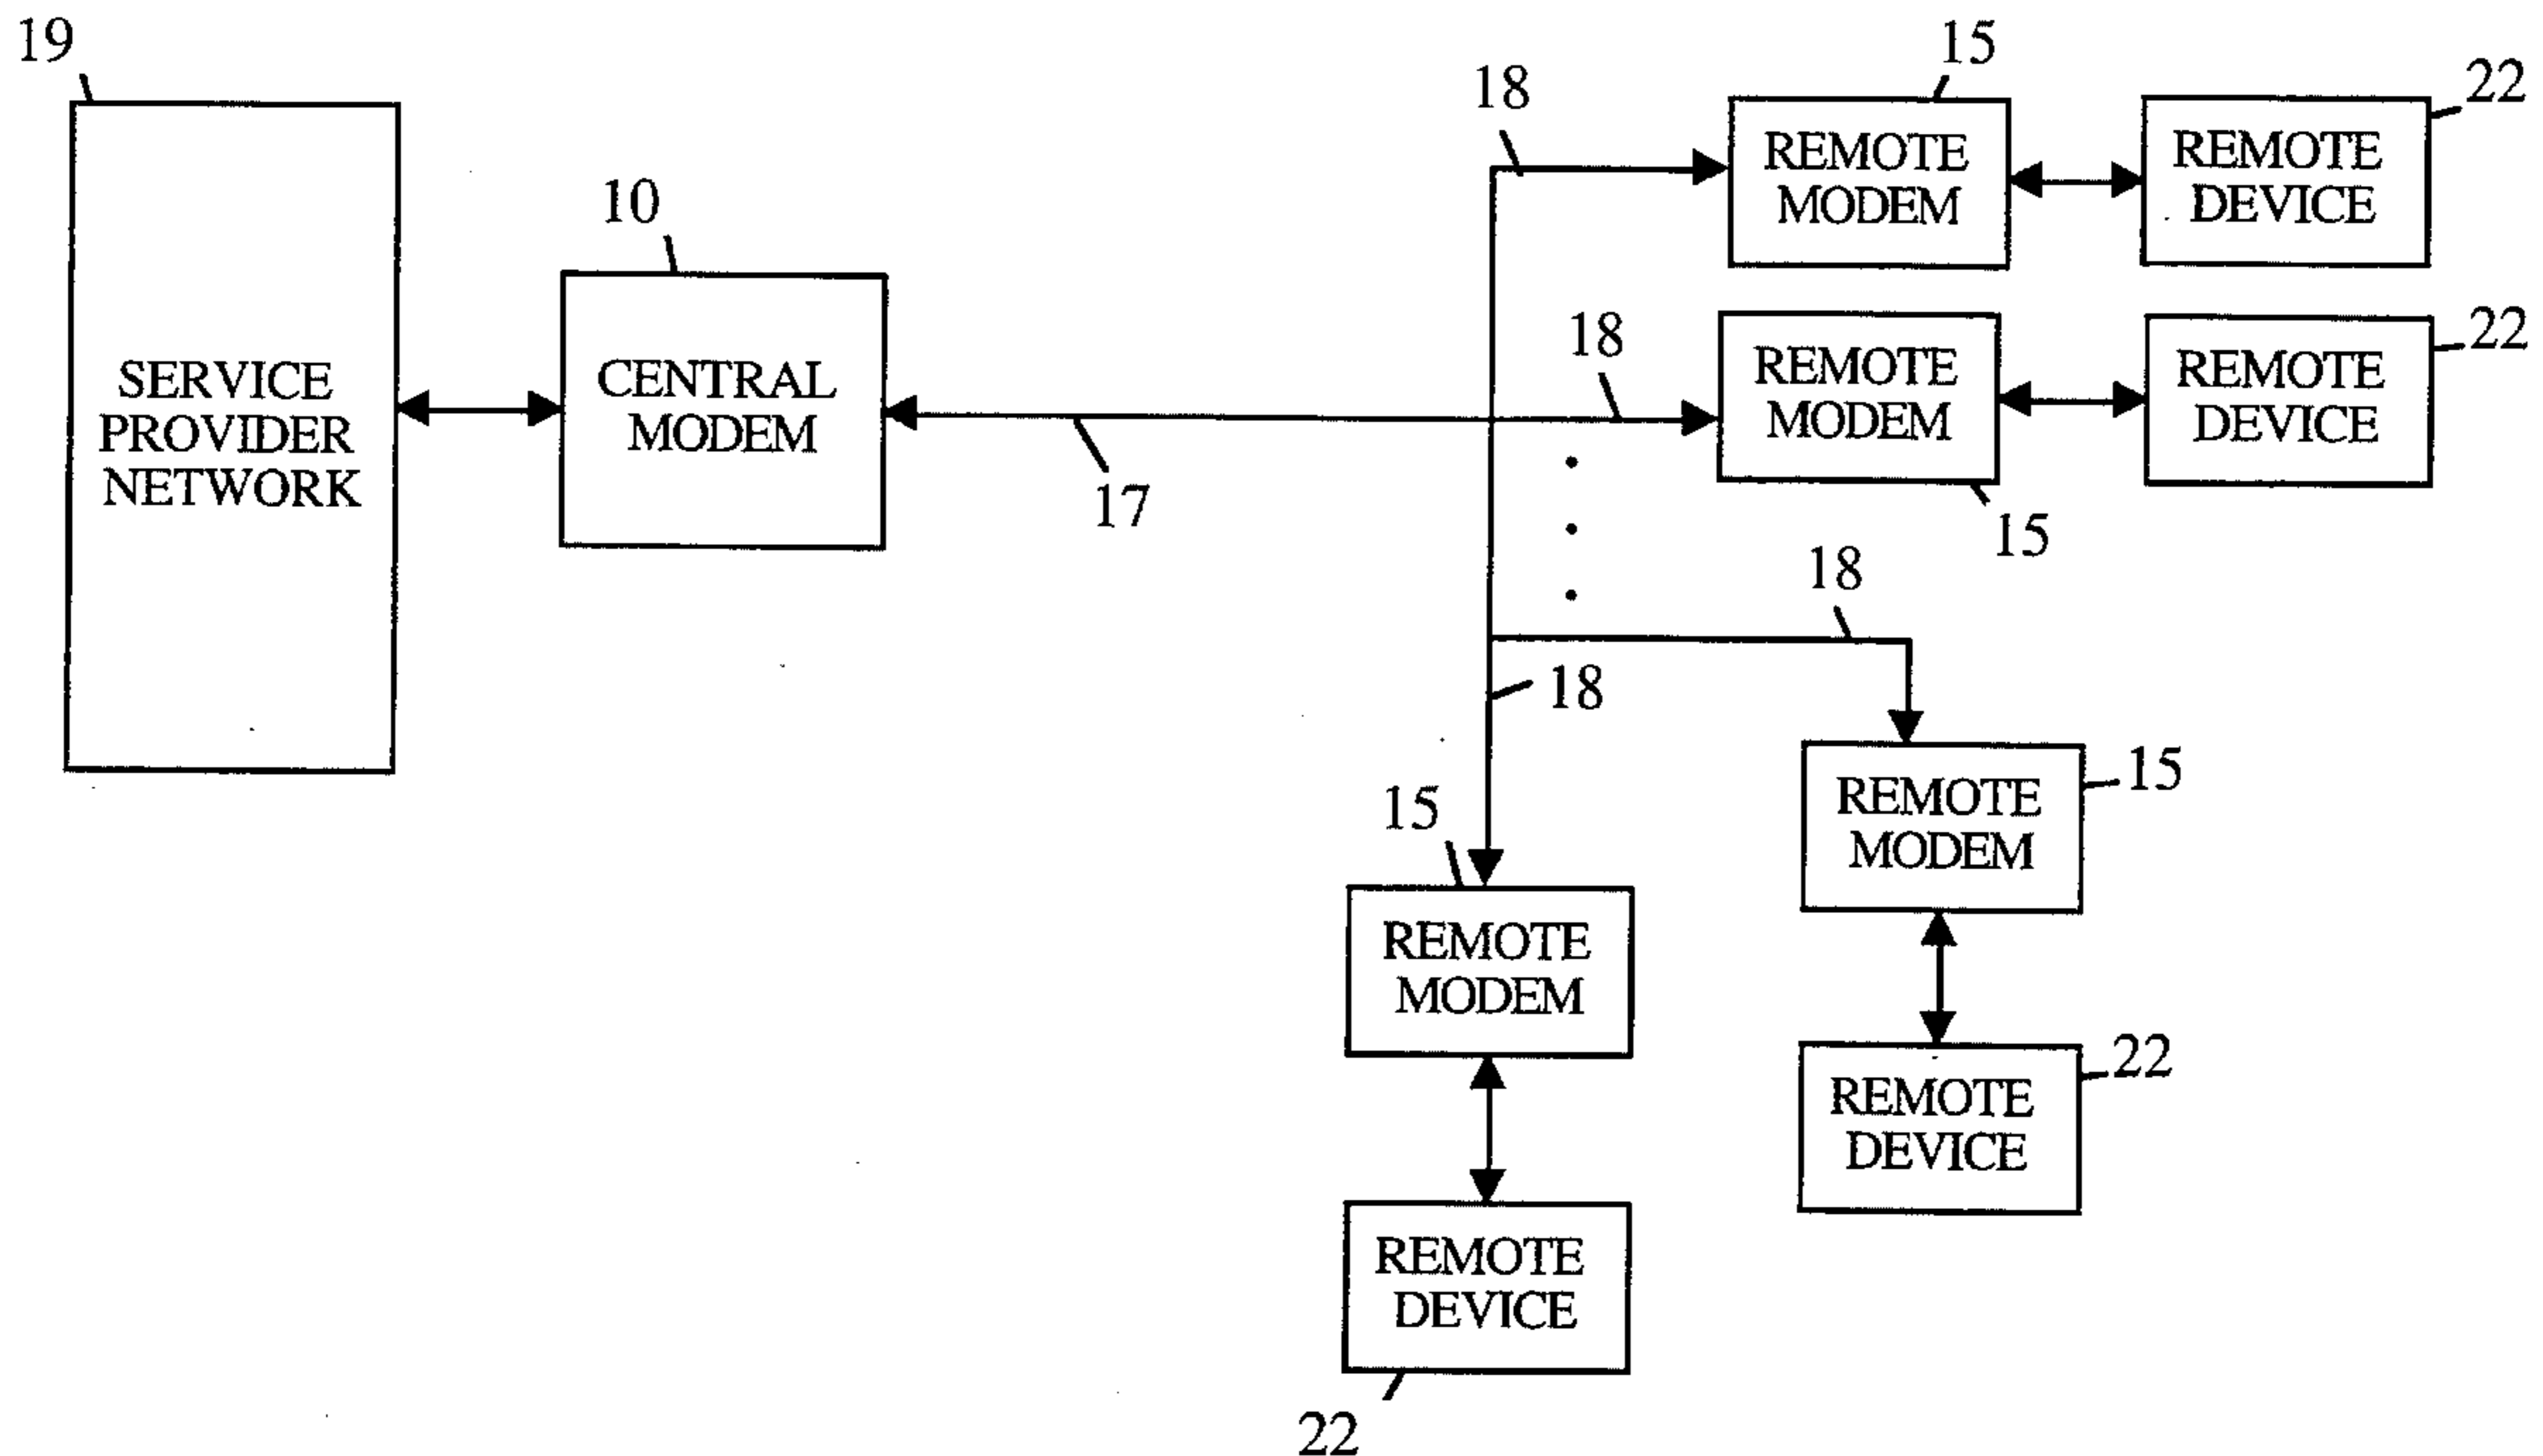 19
SERVICE
PROVIDER
NETWORK
10
CENTRAL
MODEM
17
18
15
REMOTE
MODEM
22
REMOTE
DEVICE
18
REMOTE
MODEM
15
22
REMOTE
DEVICE
18
15
REMOTE
MODEM
22
REMOTE
DEVICE
18
15
REMOTE
MODEM
REMOTE
DEVICE
22